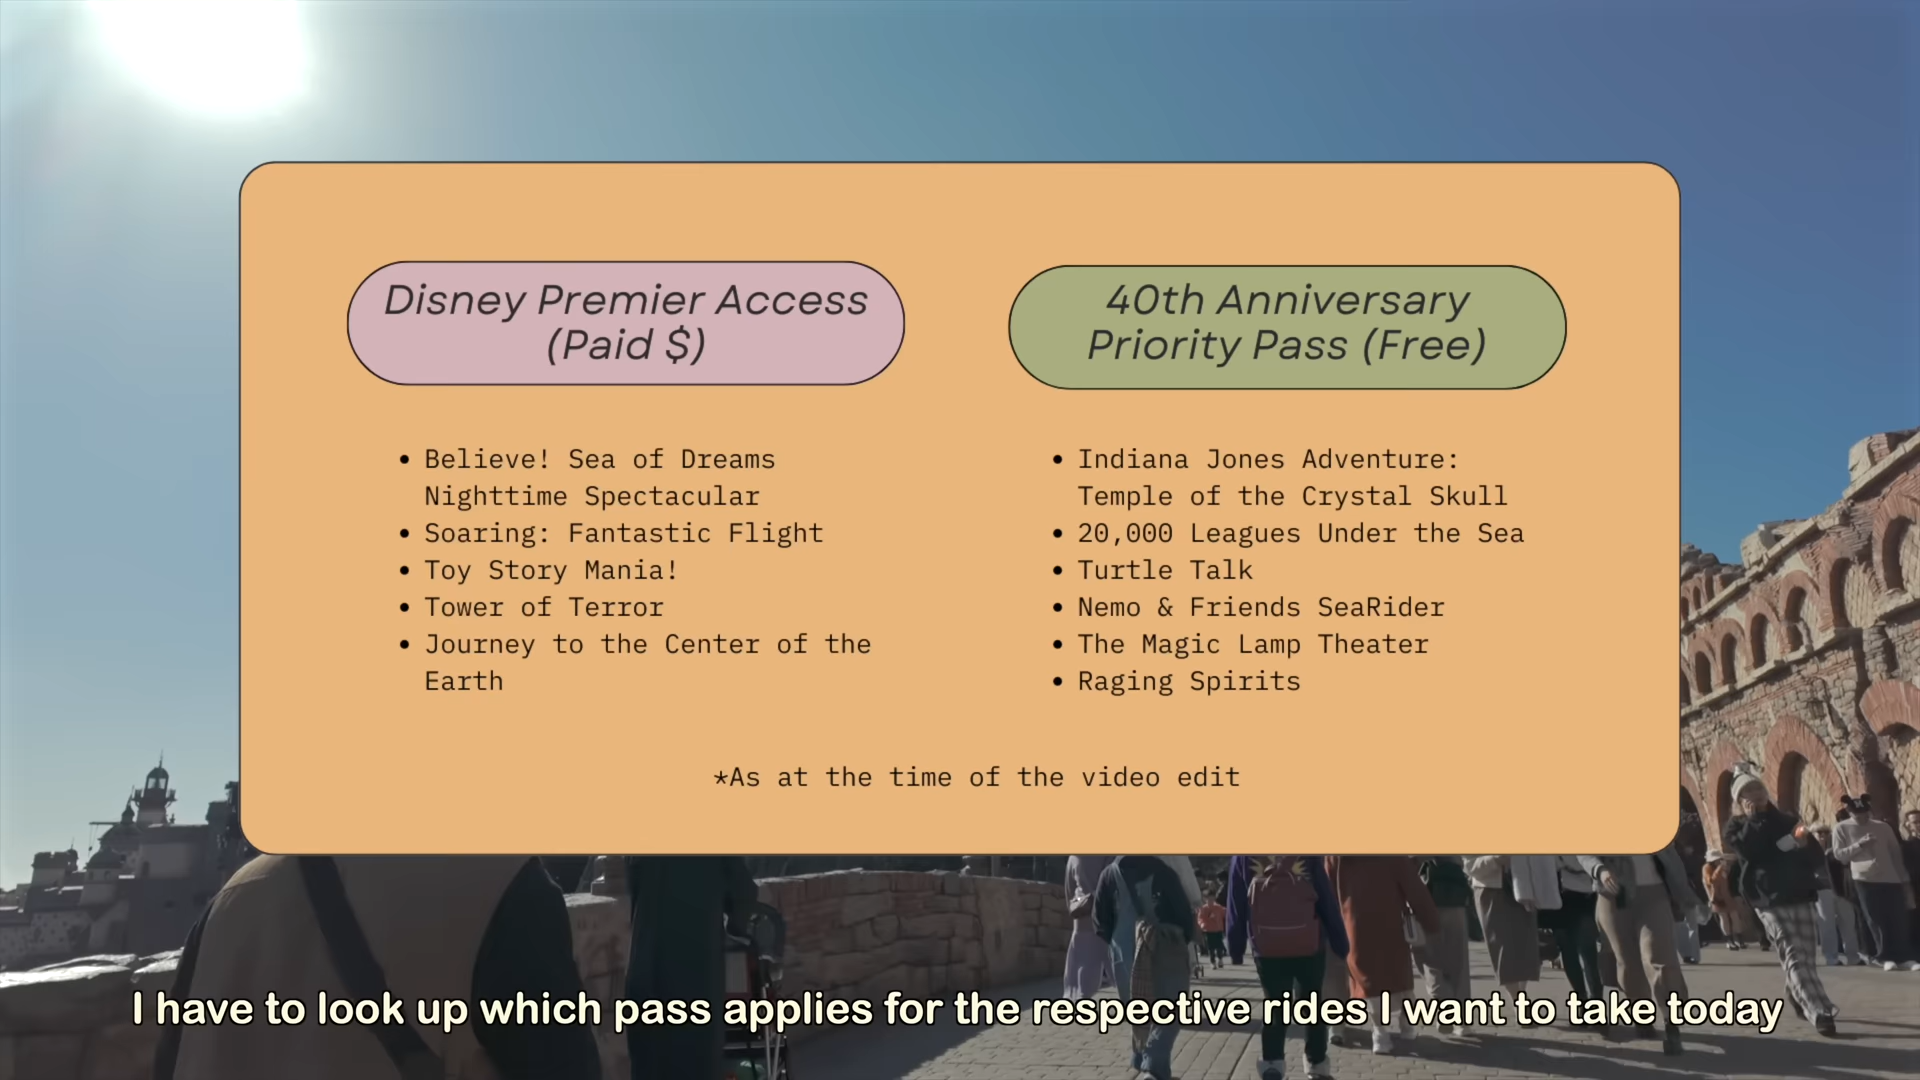 Disney Premier Access
(Paid $)
• Believe! Sea of Dreams
Nighttime Spectacular
• Soaring: Fantastic Flight
• Toy Story Mania!
• Tower of Terror
• Journey to the Center of the
Earth
40th Anniversary
Priority Pass (Free)
• Indiana Jones Adventure:
Temple of the Crystal Skull
• 20,000 Leagues Under the Sea
• Turtle Talk
• Nemo & Friends SeaRider
• The Magic Lamp Theater
• Raging Spirits
*As at the time of the video edit
I have to look up which pass applies for the respective rides I want to take today